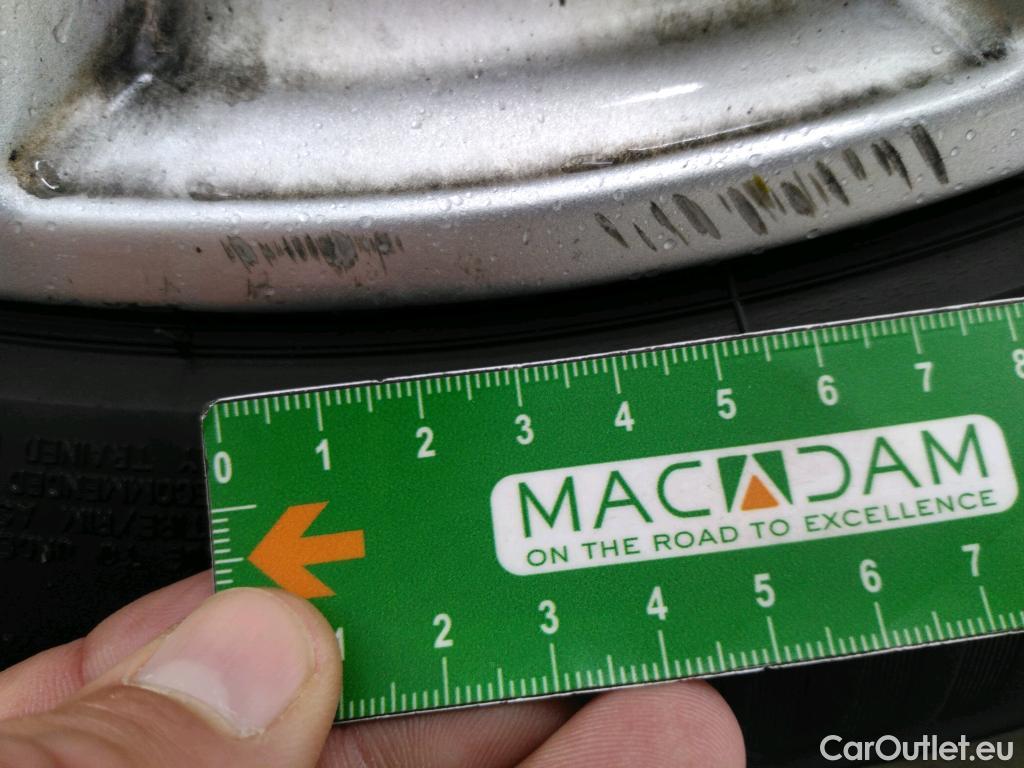 0 1 2 3 4 5 6 7 8
MACADAM
ON THE ROAD TO EXCELLENCE
1 2 3 4 5 6 7
TRAINED
CarOutlet.eu